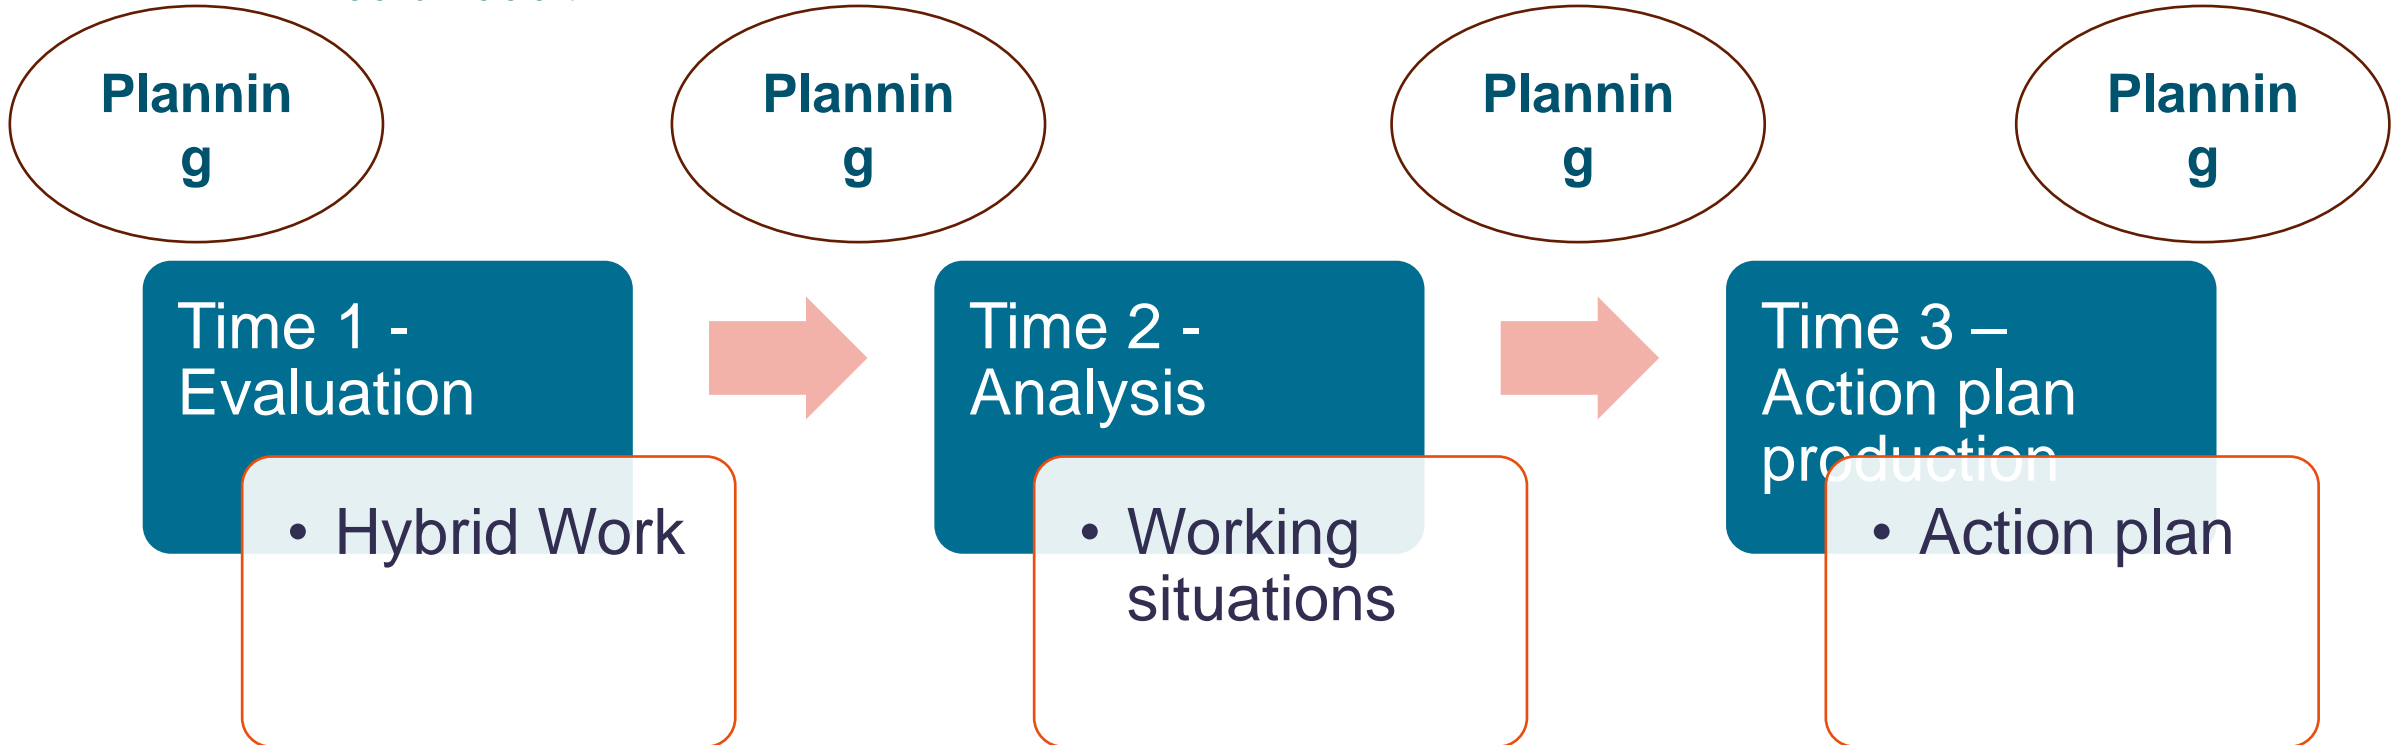 Plannin
g
Plannin
g
Plannin
g
Plannin
g
Time 1 -
Evaluation
• Hybrid Work
Time 2 -
Analysis
• Working
situations
Time 3 –
Action plan
production
• Action plan